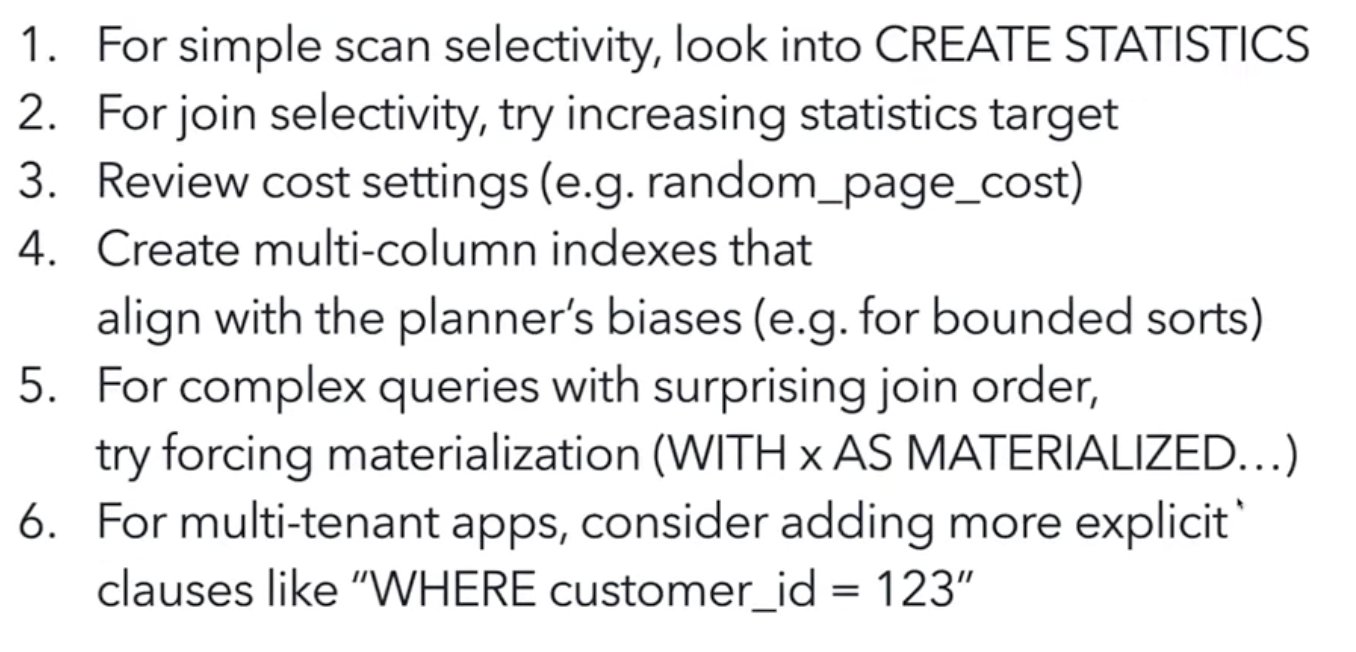 1. For simple scan selectivity, look into CREATE STATISTICS
2. For join selectivity, try increasing statistics target
3. Review cost settings (e.g. random_page_cost)
4. Create multi-column indexes that
align with the planner’s biases (e.g. for bounded sorts)
5. For complex queries with surprising join order,
try forcing materialization (WITH x AS MATERIALIZED…)
6. For multi-tenant apps, consider adding more explicit
clauses like “WHERE customer_id = 123”